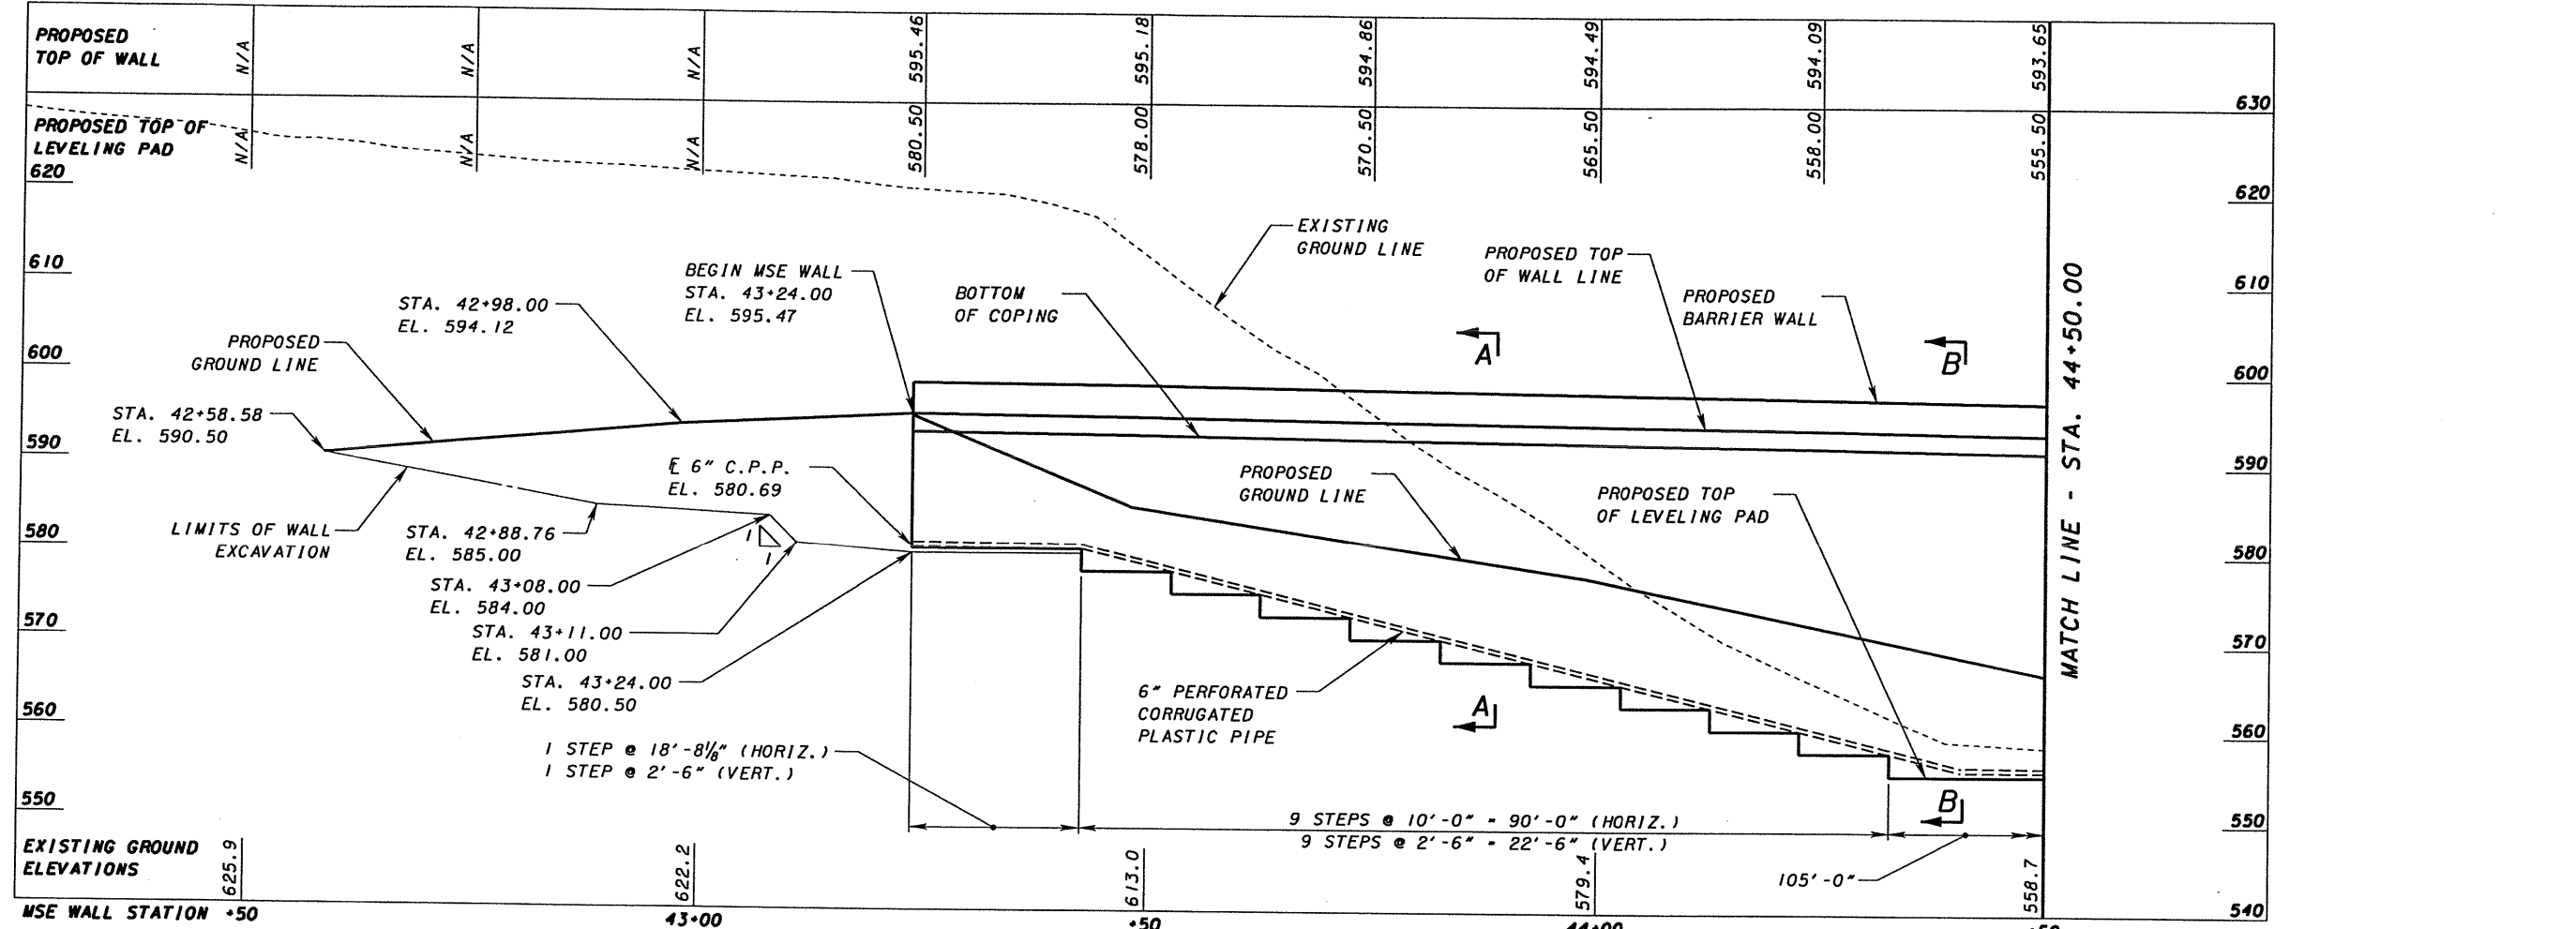 PROPOSED
TOP OF WALL
N/A
N/A
N/A
595.46
595.18
594.86
594.49
594.09
593.65
PROPOSED TOP OF
LEVELING PAD
N/A
N/A
N/A
580.50
578.00
570.50
565.50
558.00
555.50
630
620
620
610
610
600
600
590
590
580
580
570
570
560
560
550
550
540
EXISTING
GROUND LINE
PROPOSED TOP
OF WALL LINE
BEGIN MSE WALL
STA. 43+24.00
EL. 595.47
BOTTOM
OF COPING
PROPOSED
BARRIER WALL
STA. 42+98.00
EL. 594.12
PROPOSED
GROUND LINE
A
B
STA. 42+58.58
EL. 590.50
MATCH LINE - STA. 44+50.00
℄ 6" C.P.P.
EL. 580.69
PROPOSED
GROUND LINE
PROPOSED TOP
OF LEVELING PAD
LIMITS OF WALL
EXCAVATION
STA. 42+88.76
EL. 585.00
1
1
STA. 43+08.00
EL. 584.00
STA. 43+11.00
EL. 581.00
STA. 43+24.00
EL. 580.50
6" PERFORATED
CORRUGATED
PLASTIC PIPE
A
1 STEP @ 18'-8⅛" (HORIZ.)
1 STEP @ 2'-6" (VERT.)
B
9 STEPS @ 10'-0" = 90'-0" (HORIZ.)
9 STEPS @ 2'-6" = 22'-6" (VERT.)
105'-0"
EXISTING GROUND
ELEVATIONS
625.9
622.2
613.0
579.4
558.7
MSE WALL STATION +50
43+00
+50
44+00
+50